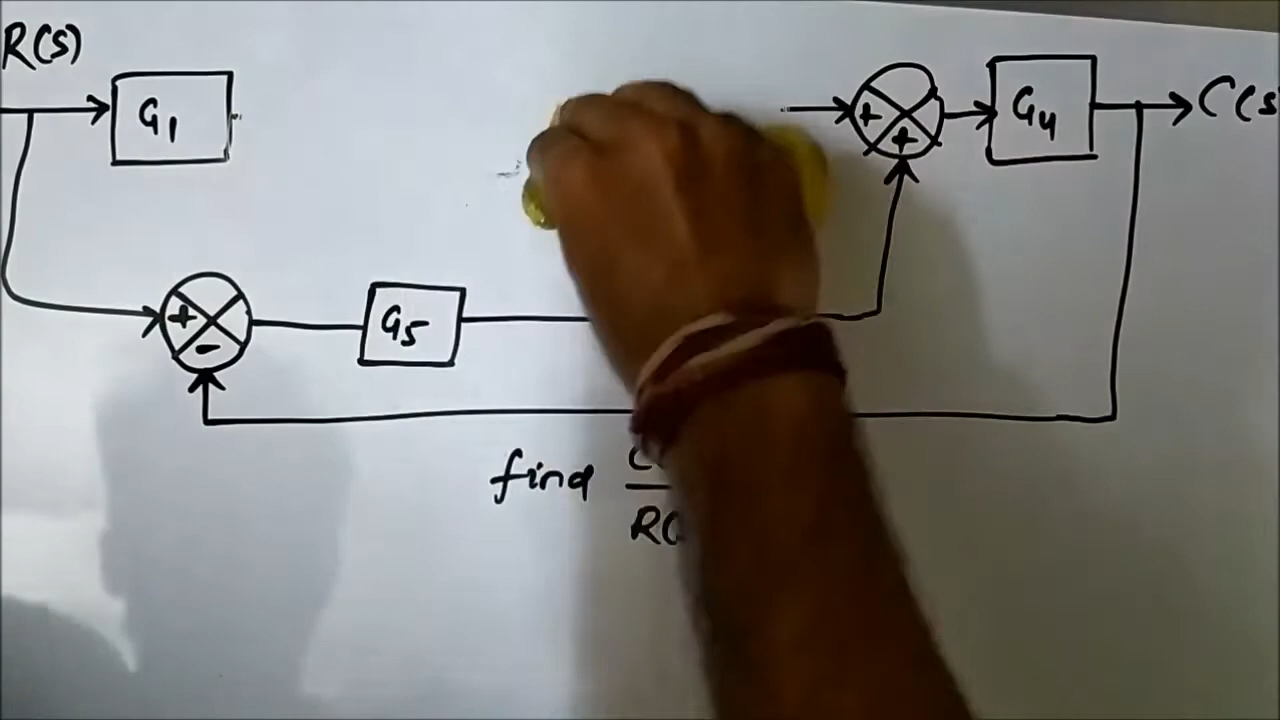 R(s)
G1
+
+
G4
+
-
G5
find